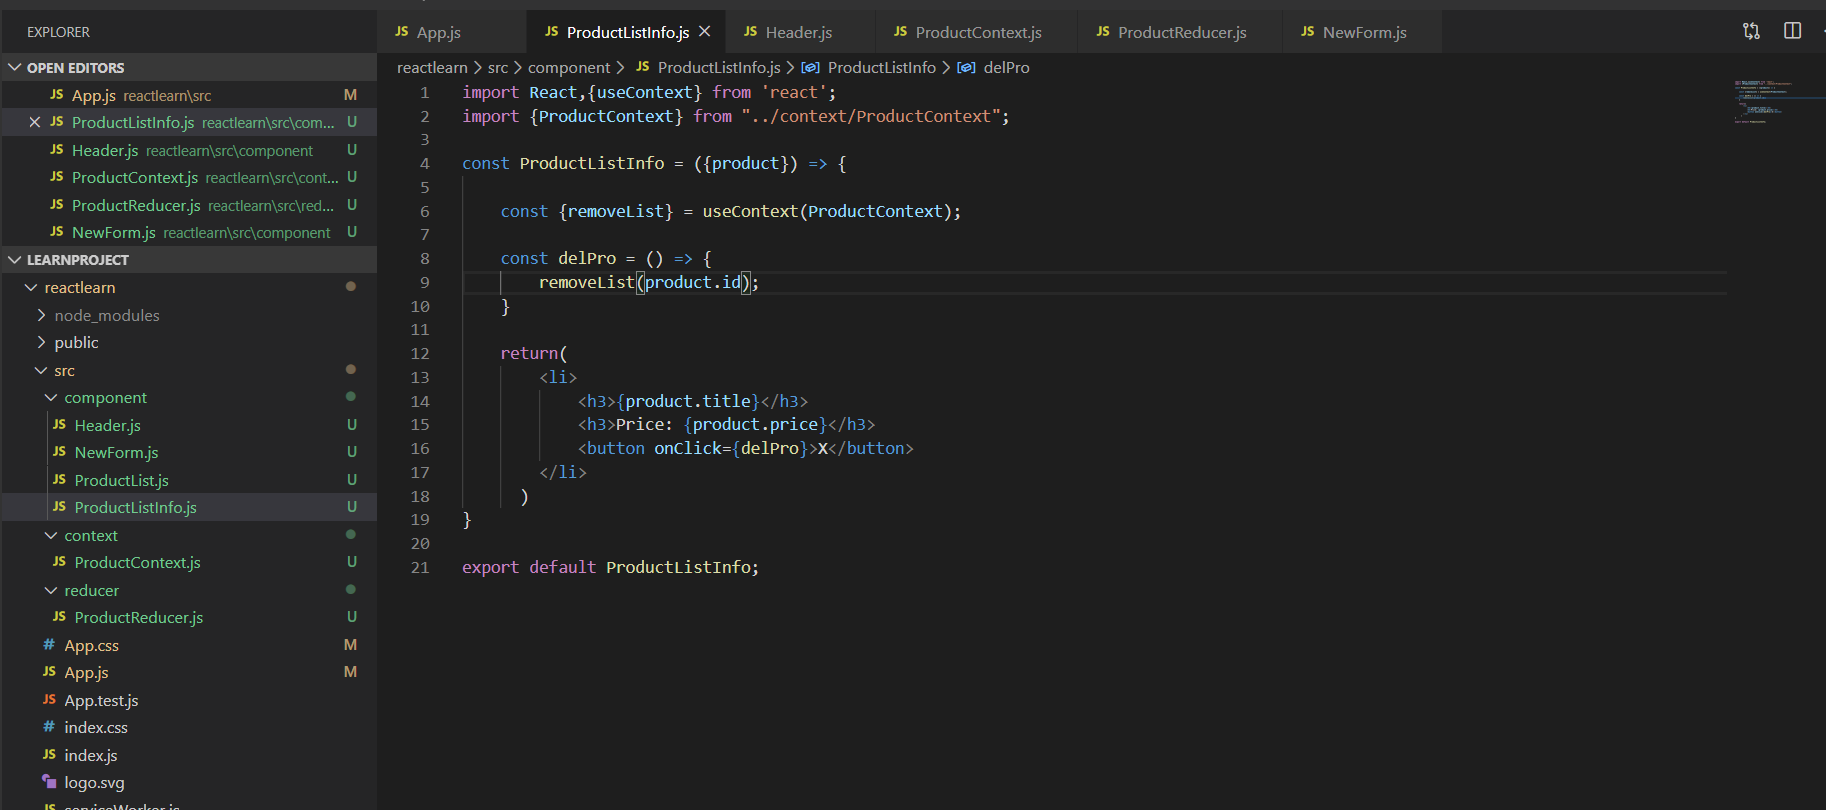 EXPLORER
OPEN EDITORS
JS App.js reactlearn\src M
JS ProductListInfo.js reactlearn\src\com... U
JS Header.js reactlearn\src\component U
JS ProductContext.js reactlearn\src\cont... U
JS ProductReducer.js reactlearn\src\red... U
JS NewForm.js reactlearn\src\component U
LEARNPROJECT
reactlearn
node_modules
public
src
component
JS Header.js U
JS NewForm.js U
JS ProductList.js U
JS ProductListInfo.js U
context
JS ProductContext.js U
reducer
JS ProductReducer.js U
# App.css M
JS App.js M
JS App.test.js
# index.css
JS index.js
logo.svg
JS serviceWorker.js
JS App.js JS ProductListInfo.js JS Header.js JS ProductContext.js JS ProductReducer.js JS NewForm.js
reactlearn > src > component > JS ProductListInfo.js > ProductListInfo > delPro
1 import React,{useContext} from 'react';
2 import {ProductContext} from "../context/ProductContext";
3
4 const ProductListInfo = ({product}) => {
5
6 const {removeList} = useContext(ProductContext);
7
8 const delPro = () => {
9 removeList(product.id);
10 }
11
12 return(
13 <li>
14 <h3>{product.title}</h3>
15 <h3>Price: {product.price}</h3>
16 <button onClick={delPro}>X</button>
17 </li>
18 )
19 }
20
21 export default ProductListInfo;